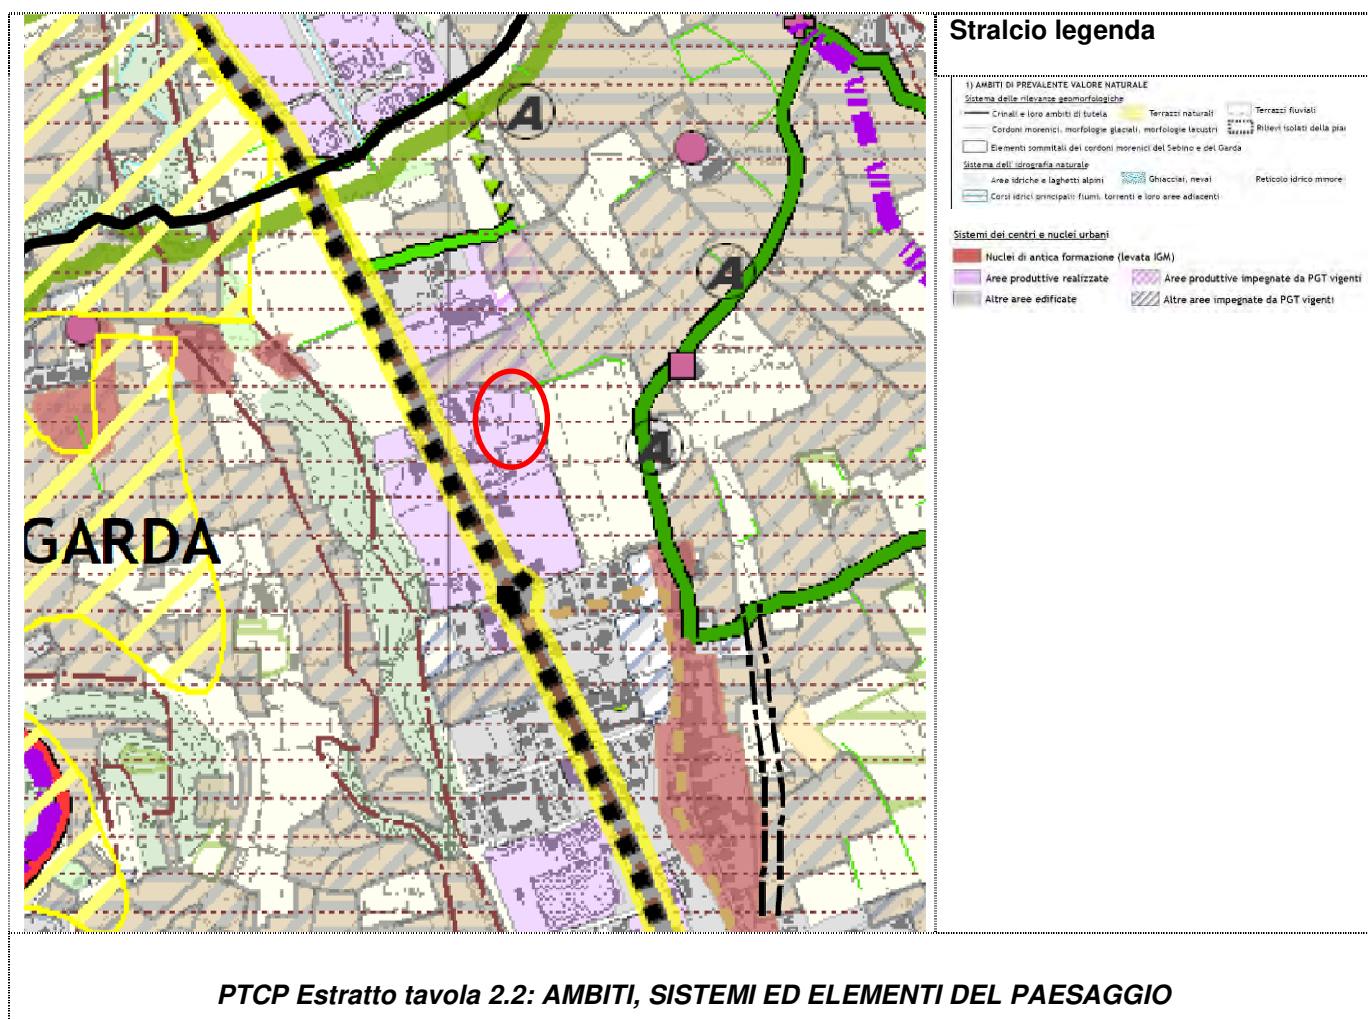 Stralcio legenda
1) AMBITI DI PREVALENTE VALORE NATURALE
Sistema delle rilevanze geomorfologiche
Crinali e loro ambiti di tutela
Terrazzi naturali
Terrazzi fluviali
Cordoni morenici, morfologie glaciali, morfologie lacustri
Rilievi isolati della pia
Elementi sommitali dei cordoni morenici del Sebino e del Garda
Sistema dell'idrografia naturale
Aree idriche e laghetti alpini
Ghiacciai, nevai
Reticolo idrico minore
Corsi idrici principali: fiumi, torrenti e loro aree adiacenti
Sistemi dei centri e nuclei urbani
Nuclei di antica formazione (levata IGM)
Aree produttive realizzate
Aree produttive impegnate da PGT vigenti
Altre aree edificate
Altre aree impegnate da PGT vigenti
A
A
A
GARDA
PTCP Estratto tavola 2.2: AMBITI, SISTEMI ED ELEMENTI DEL PAESAGGIO